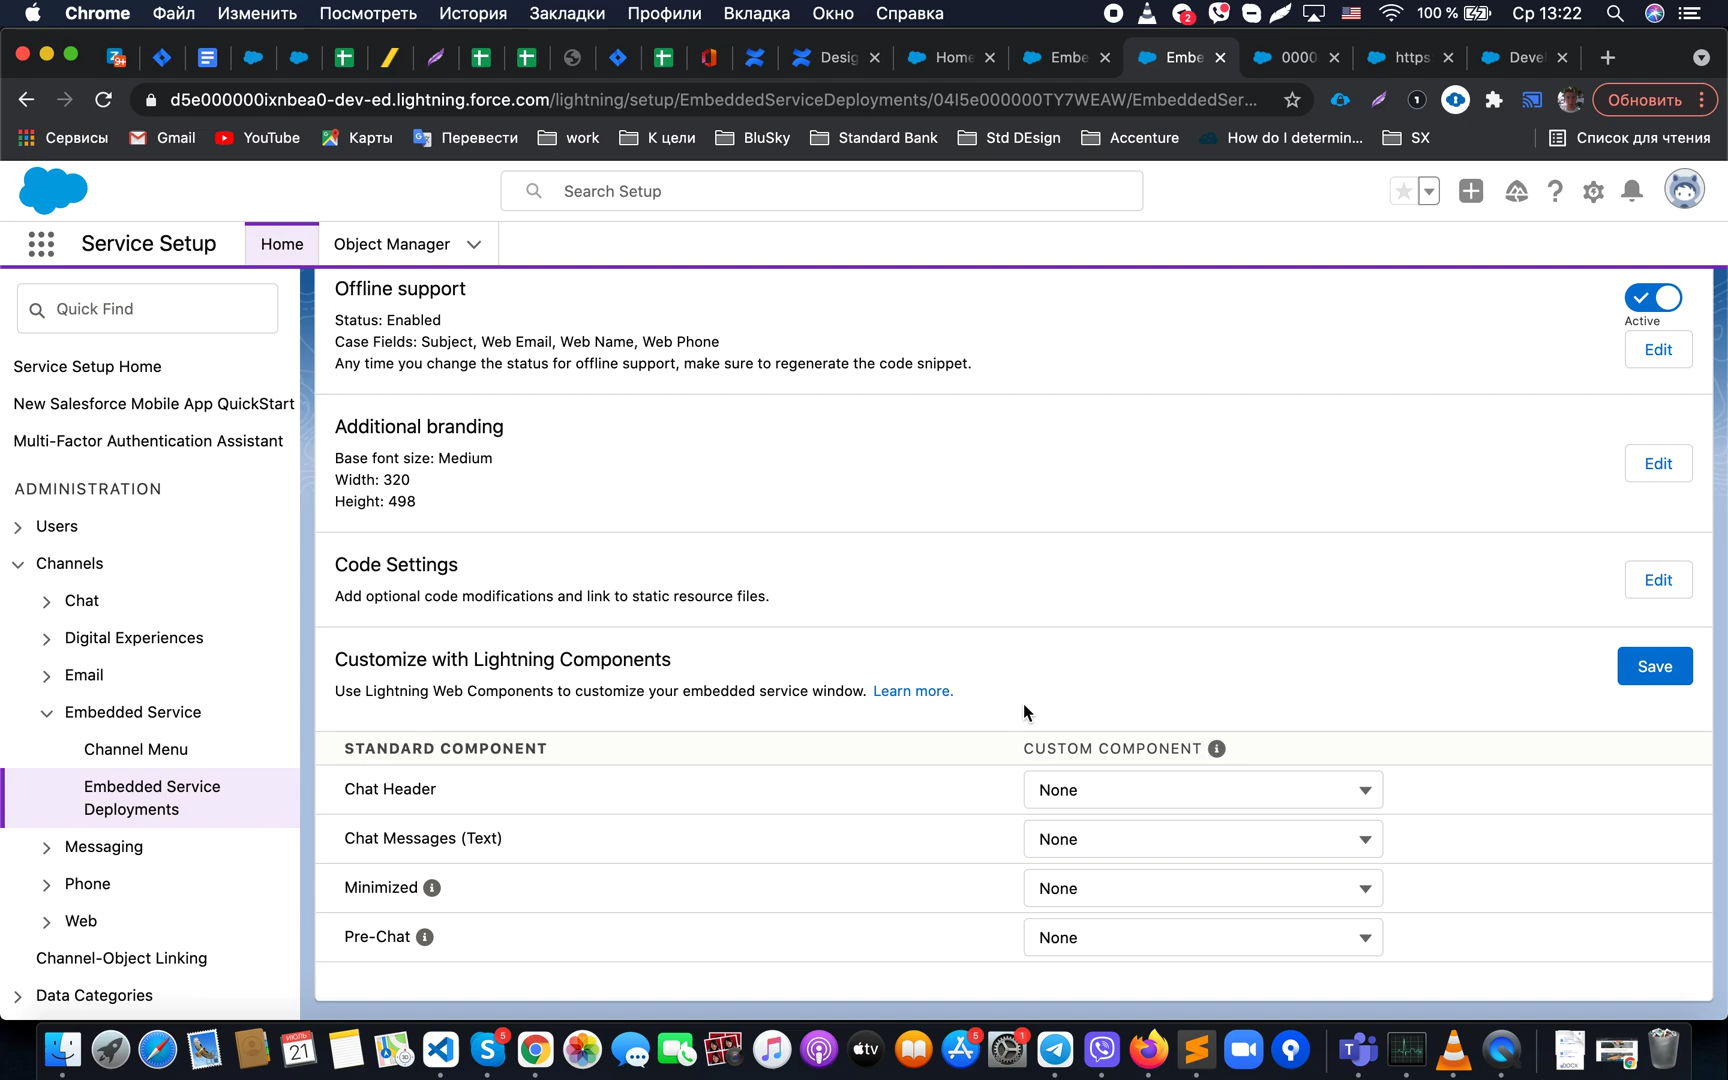 Chrome Файл Изменить Посмотреть История Закладки Профили Вкладка Окно Справка 2 100 % Ср 13:22
9+ Desig Home Embe Embe 0000 https Deve
d5e000000ixnbea0-dev-ed.lightning.force.com/lightning/setup/EmbeddedServiceDeployments/04I5e000000TY7WEAW/EmbeddedSer... Обновить
Сервисы Gmail YouTube Карты Перевести work К цели BluSky Standard Bank Std DEsign Accenture How do I determin... SX Список для чтения
Search Setup
Service Setup Home Object Manager
Quick Find
Service Setup Home
New Salesforce Mobile App QuickStart
Multi-Factor Authentication Assistant
ADMINISTRATION
Users
Channels
Chat
Digital Experiences
Email
Embedded Service
Channel Menu
Embedded Service
Deployments
Messaging
Phone
Web
Channel-Object Linking
Data Categories
Offline support
Status: Enabled
Case Fields: Subject, Web Email, Web Name, Web Phone
Any time you change the status for offline support, make sure to regenerate the code snippet.
Active
Edit
Additional branding
Base font size: Medium
Width: 320
Height: 498
Edit
Code Settings
Add optional code modifications and link to static resource files.
Edit
Customize with Lightning Components
Use Lightning Web Components to customize your embedded service window. Learn more.
Save
STANDARD COMPONENT CUSTOM COMPONENT
Chat Header None
Chat Messages (Text) None
Minimized None
Pre-Chat None
ИЮЛЬ
21
5
tv
5
1
DOCX